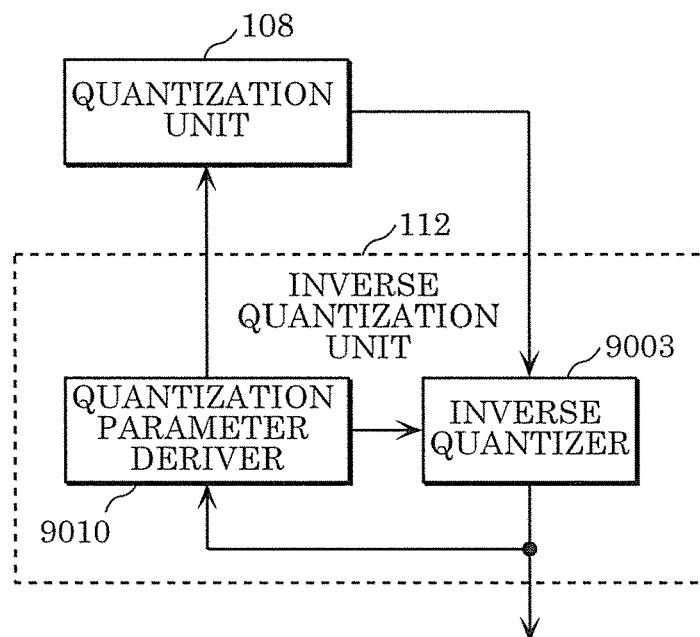 108
QUANTIZATION
UNIT
112
INVERSE
QUANTIZATION
UNIT
9003
QUANTIZATION
PARAMETER
DERIVER
INVERSE
QUANTIZER
9010